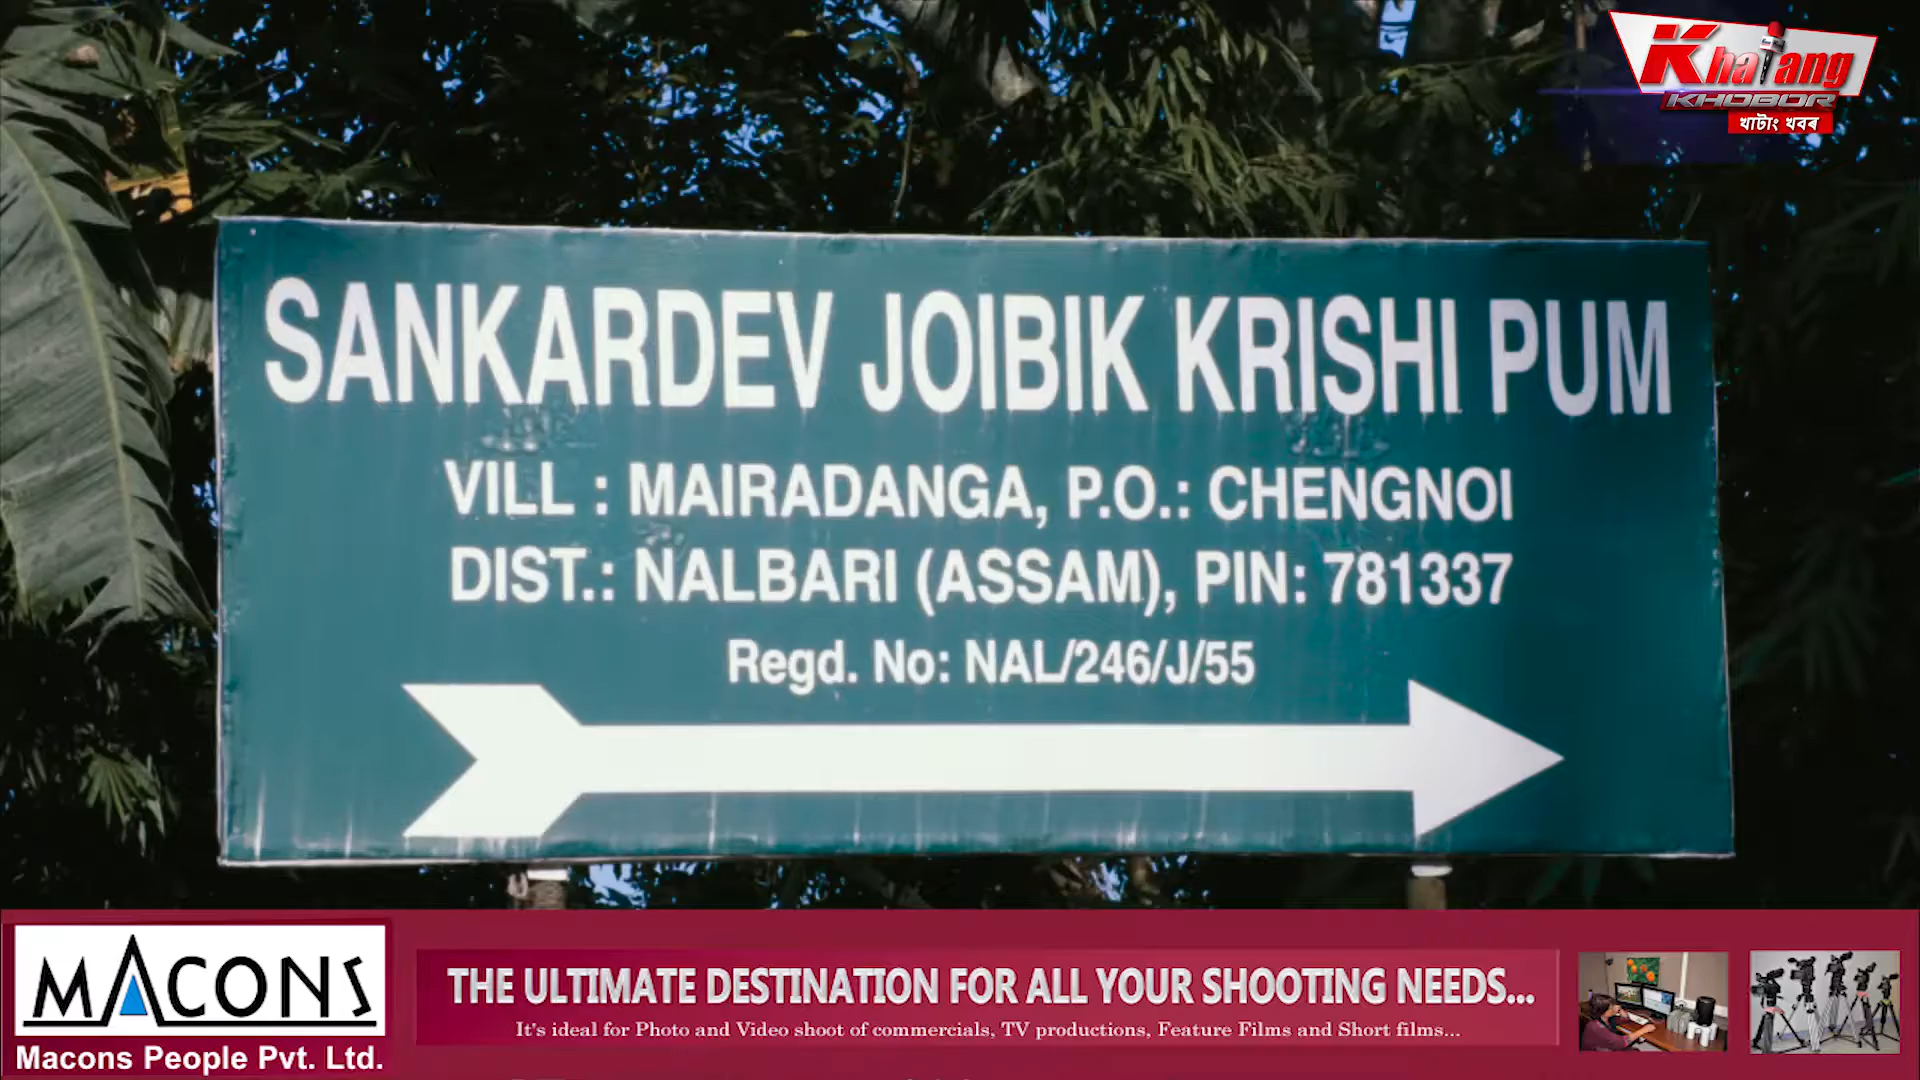 Khatang
KHOBOR
খাটাং খবৰ
SANKARDEV JOIBIK KRISHI PUM
VILL : MAIRADANGA, P.O.: CHENGNOI
DIST.: NALBARI (ASSAM), PIN: 781337
Regd. No: NAL/246/J/55
MACONS
Macons People Pvt. Ltd.
THE ULTIMATE DESTINATION FOR ALL YOUR SHOOTING NEEDS...
It's ideal for Photo and Video shoot of commercials, TV productions, Feature Films and Short films...